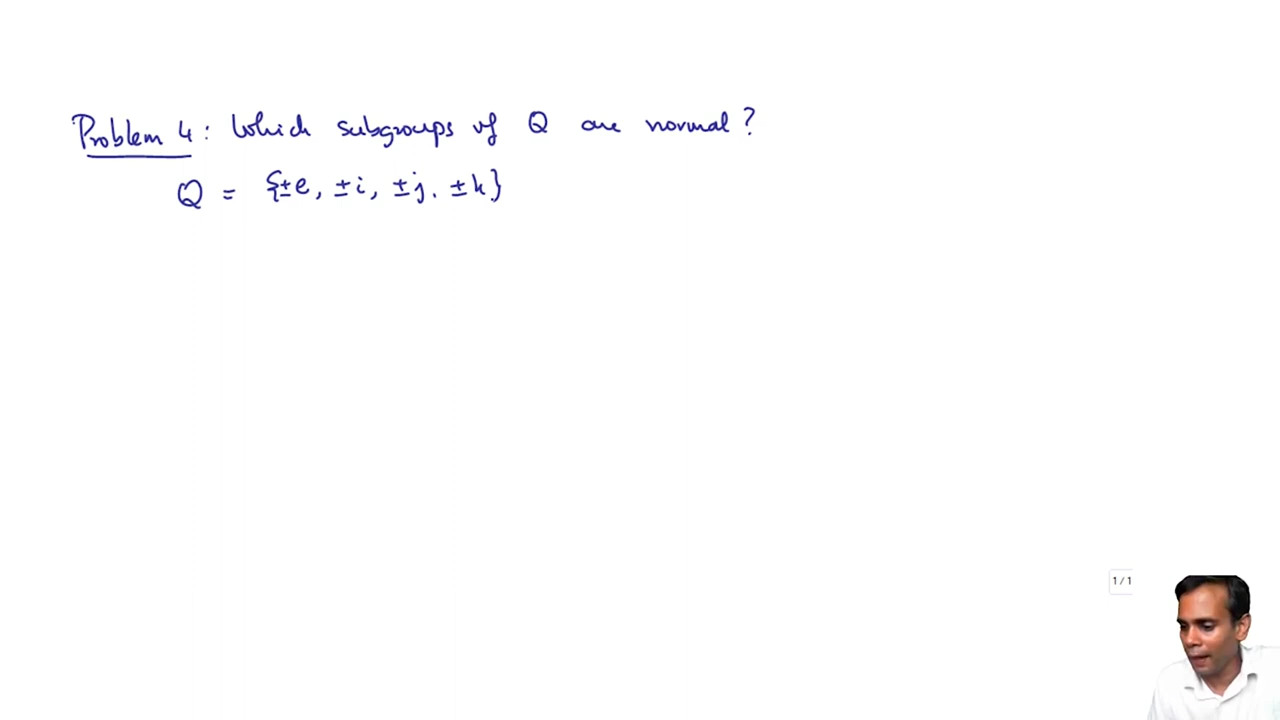 Problem 4: Which subgroups of Q are normal?
Q = {±e, ±i, ±j, ±k}
1 / 1